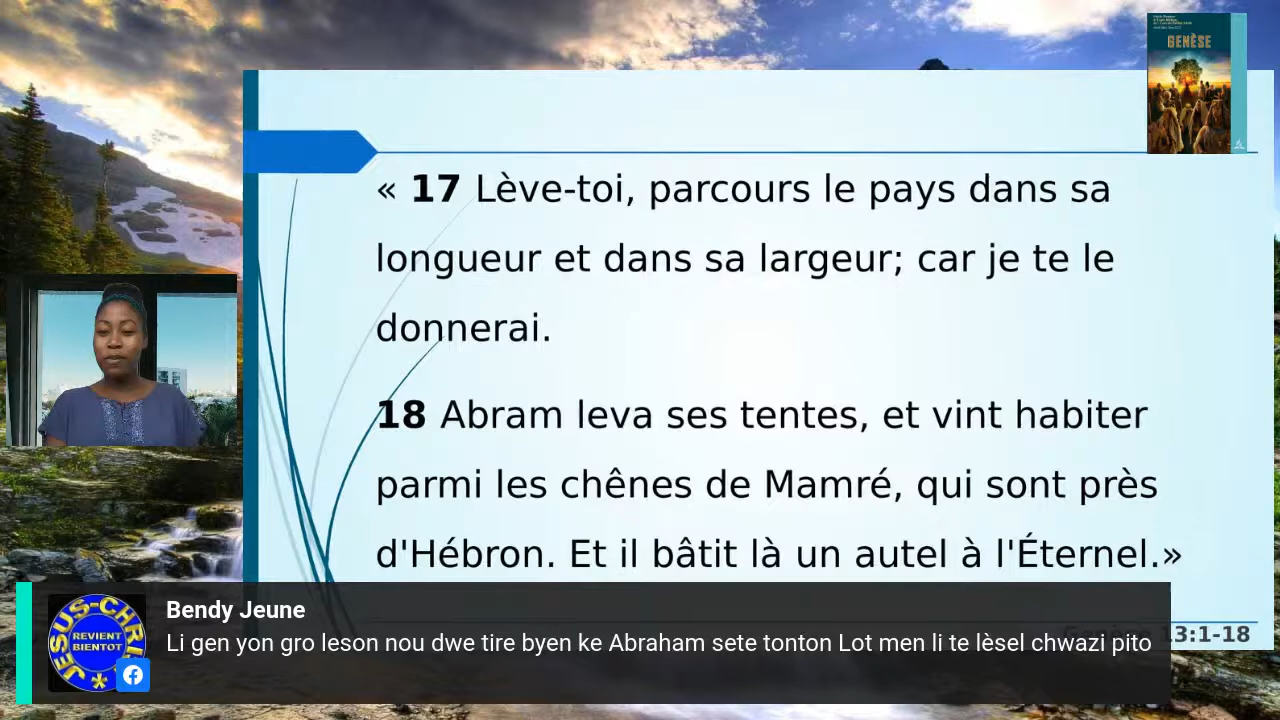 GENÈSE
« 17 Lève-toi, parcours le pays dans sa
longueur et dans sa largeur; car je te le
donnerai.
18 Abram leva ses tentes, et vint habiter
parmi les chênes de Mamré, qui sont près
d'Hébron. Et il bâtit là un autel à l'Éternel.»
13:1-18
JESUS-CHRI
REVIENT
BIENTOT
Bendy Jeune
Li gen yon gro leson nou dwe tire byen ke Abraham sete tonton Lot men li te lèsel chwazi pito